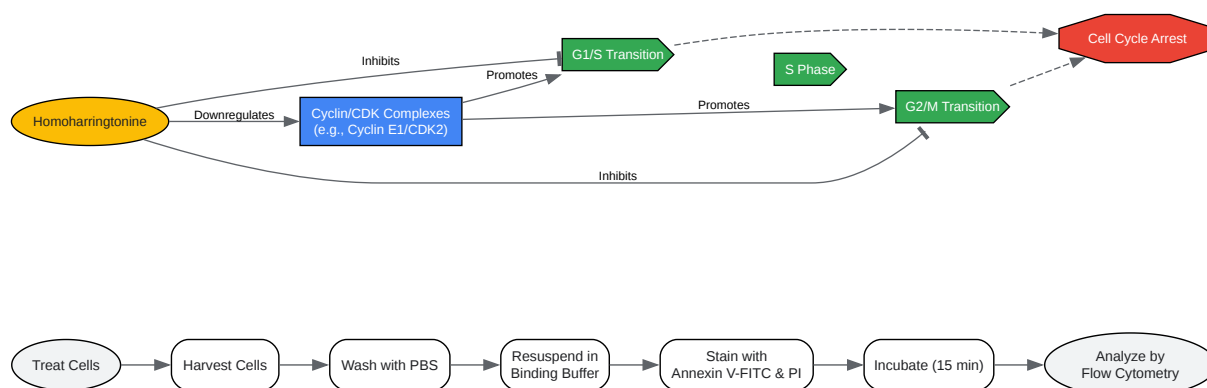 Cell Cycle Arrest
G1/S Transition
Inhibits
S Phase
Promotes
Promotes
G2/M Transition
Homoharringtonine
Downregulates
Cyclin/CDK Complexes
(e.g., Cyclin E1/CDK2)
Inhibits
Treat Cells
Harvest Cells
Wash with PBS
Resuspend in
Binding Buffer
Stain with
Annexin V-FITC & PI
Incubate (15 min)
Analyze by
Flow Cytometry